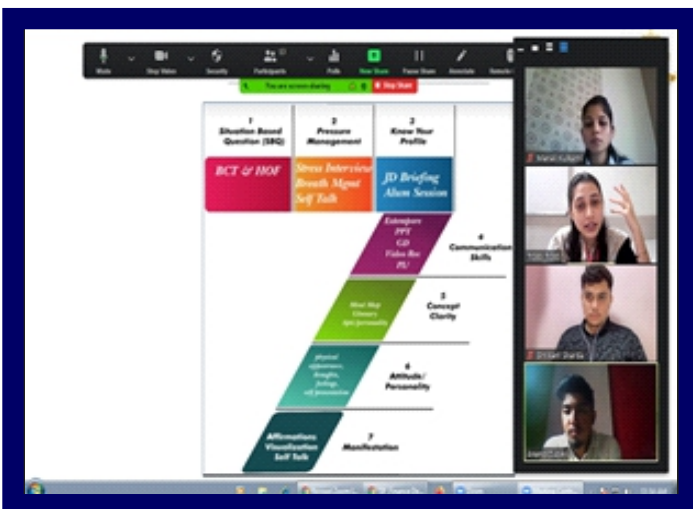 Mute
Stop Video
Security
Participants
Polls
New Share
Pause Share
Annotate
You are screen sharing
Stop Share
1
Situation Based
Question (SBQ)
2
Pressure
Management
3
Know Your
Profile
BCT & HOF
Stress Interview
Breath Mgmt
Self Talk
JD Briefing
Alum Session
Extempore
PPT
GD
Video Rec
PU
4
Communication
Skills
Mind Map
Glossary
5
Concept
Clarity
physical
appearance,
thoughts,
feelings,
self presentation
6
Attitude/
Personality
Affirmations
Visualization
Self Talk
7
Manifestation